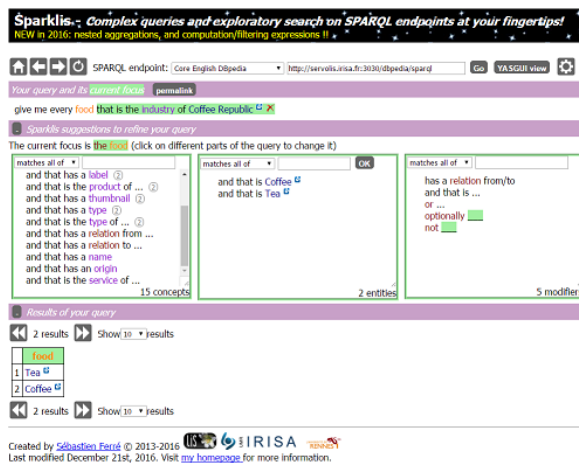 Sparklis - Complex queries and exploratory search on SPARQL endpoints at your fingertips!
NEW in 2016: nested aggregations, and computation/filtering expressions !!
SPARQL endpoint: Core English DBpedia http://servolis.irisa.fr:3030/dbpedia/sparql Go YASGUI view
Your query and its current focus permalink
give me every food that is the industry of Coffee Republic
Sparklis suggestions to refine your query
The current focus is the food (click on different parts of the query to change it)
matches all of
and that has a label (2)
and that is the product of ... (2)
and that has a thumbnail (2)
and that has a type (2)
and that is the type of ... (2)
and that has a relation from ...
and that has a relation to ...
and that has a name
and that has an origin
and that is the service of ...
15 concepts
matches all of OK
and that is Coffee
and that is Tea
2 entities
matches all of
has a relation from/to
and that is ...
or ...
optionally
not
5 modifier
Results of your query
2 results Show 10 results
food
1 Tea
2 Coffee
2 results Show 10 results
Created by Sébastien Ferré © 2013-2016 LIS IRISA RENNES
Last modified December 21st, 2016. Visit my homepage for more information.